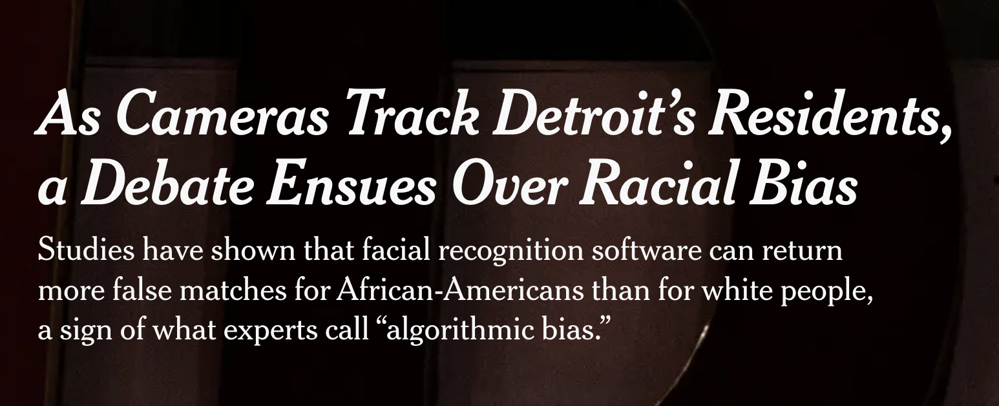 As Cameras Track Detroit’s Residents,
a Debate Ensues Over Racial Bias
Studies have shown that facial recognition software can return
more false matches for African-Americans than for white people,
a sign of what experts call “algorithmic bias.”